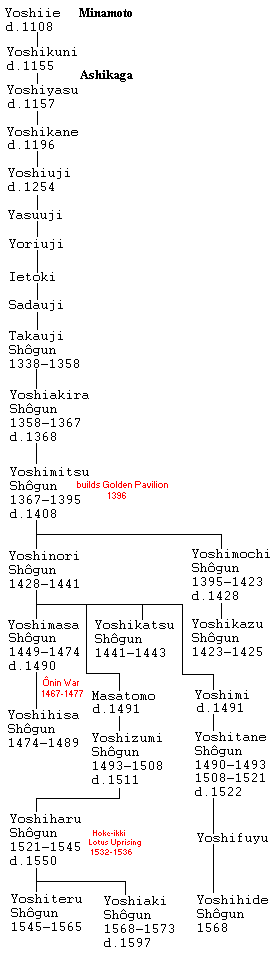 Yoshiie Minamoto
d.1108
Yoshikuni
d.1155
Ashikaga
Yoshiyasu
d.1157
Yoshikane
d.1196
Yoshiuji
d.1254
Yasuuji
Yoriuji
Ietoki
Sadauji
Takauji
Shôgun
1338–1358
Yoshiakira
Shôgun
1358–1367
d.1368
Yoshimitsu
Shôgun
1367–1395
d.1408
builds Golden Pavilion
1396
Yoshinori
Shôgun
1428–1441
Yoshimochi
Shôgun
1395–1423
d.1428
Yoshimasa
Shôgun
1449–1474
d.1490
Yoshikatsu
Shôgun
1441–1443
Yoshikazu
Shôgun
1423–1425
Ônin War
1467-1477
Yoshihisa
Shôgun
1474–1489
Masatomo
d.1491
Yoshimi
d.1491
Yoshizumi
Shôgun
1493–1508
d.1511
Yoshitane
Shôgun
1490–1493
1508–1521
d.1522
Yoshiharu
Shôgun
1521–1545
d.1550
Hoke-ikki
Lotus Uprising
1532-1536
Yoshifuyu
Yoshiteru
Shôgun
1545–1565
Yoshiaki
Shôgun
1568–1573
d.1597
Yoshihide
Shôgun
1568